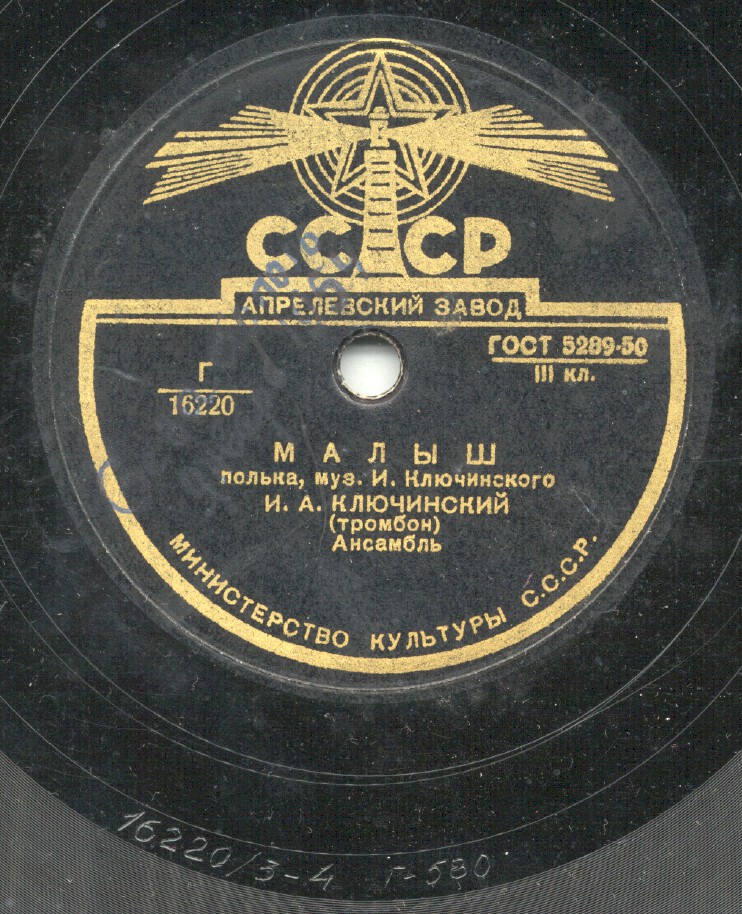 СССР
АПРЕЛЕВСКИЙ ЗАВОД
ГОСТ 5289-50
III кл.
Г
16220
МАЛЫШ
полька, муз. И. Ключинского
И. А. КЛЮЧИНСКИЙ
(тромбон)
Ансамбль
МИНИСТЕРСТВО КУЛЬТУРЫ С.С.С.Р.
16220/3-4 Г-580